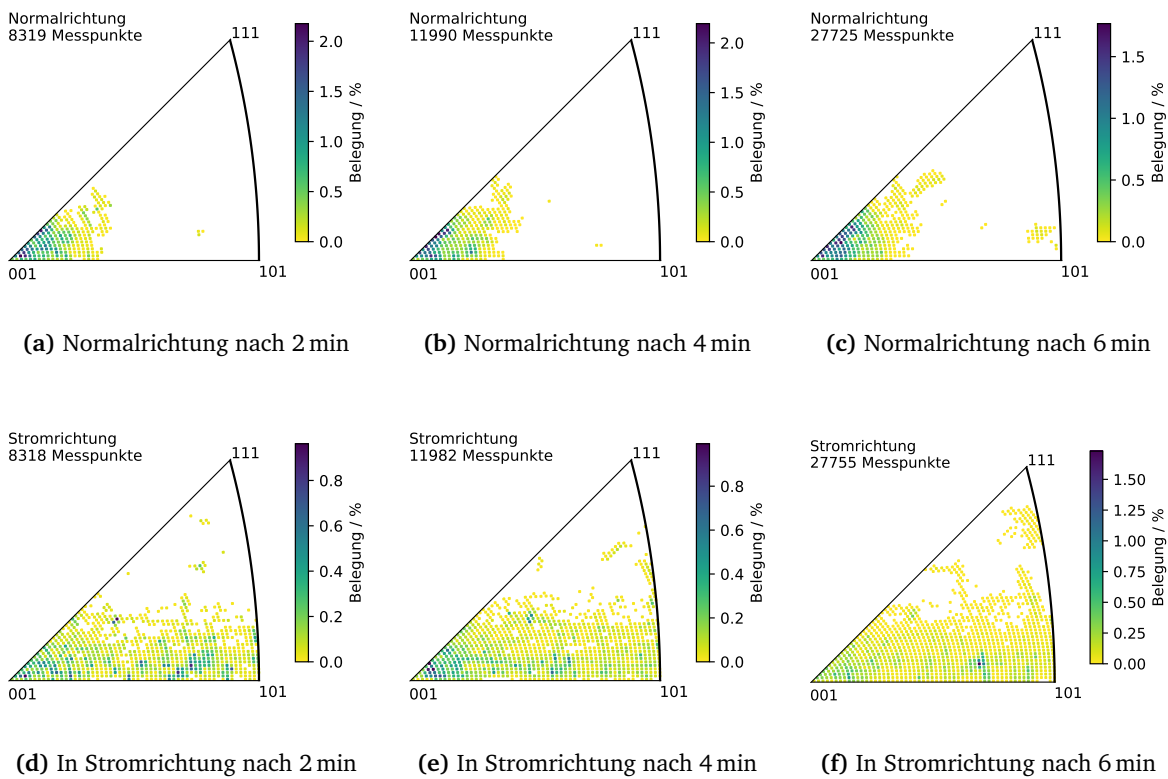 Normalrichtung
8319 Messpunkte
111
001
101
2.0
1.5
1.0
0.5
0.0
Belegung / %
Normalrichtung
11990 Messpunkte
111
001
101
2.0
1.5
1.0
0.5
0.0
Belegung / %
Normalrichtung
27725 Messpunkte
111
001
101
1.5
1.0
0.5
0.0
Belegung / %
(a) Normalrichtung nach 2 min
(b) Normalrichtung nach 4 min
(c) Normalrichtung nach 6 min
Stromrichtung
8318 Messpunkte
111
001
101
0.8
0.6
0.4
0.2
0.0
Belegung / %
Stromrichtung
11982 Messpunkte
111
001
101
0.8
0.6
0.4
0.2
0.0
Belegung / %
Stromrichtung
27755 Messpunkte
111
001
101
1.50
1.25
1.00
0.75
0.50
0.25
0.00
Belegung / %
(d) In Stromrichtung nach 2 min
(e) In Stromrichtung nach 4 min
(f) In Stromrichtung nach 6 min